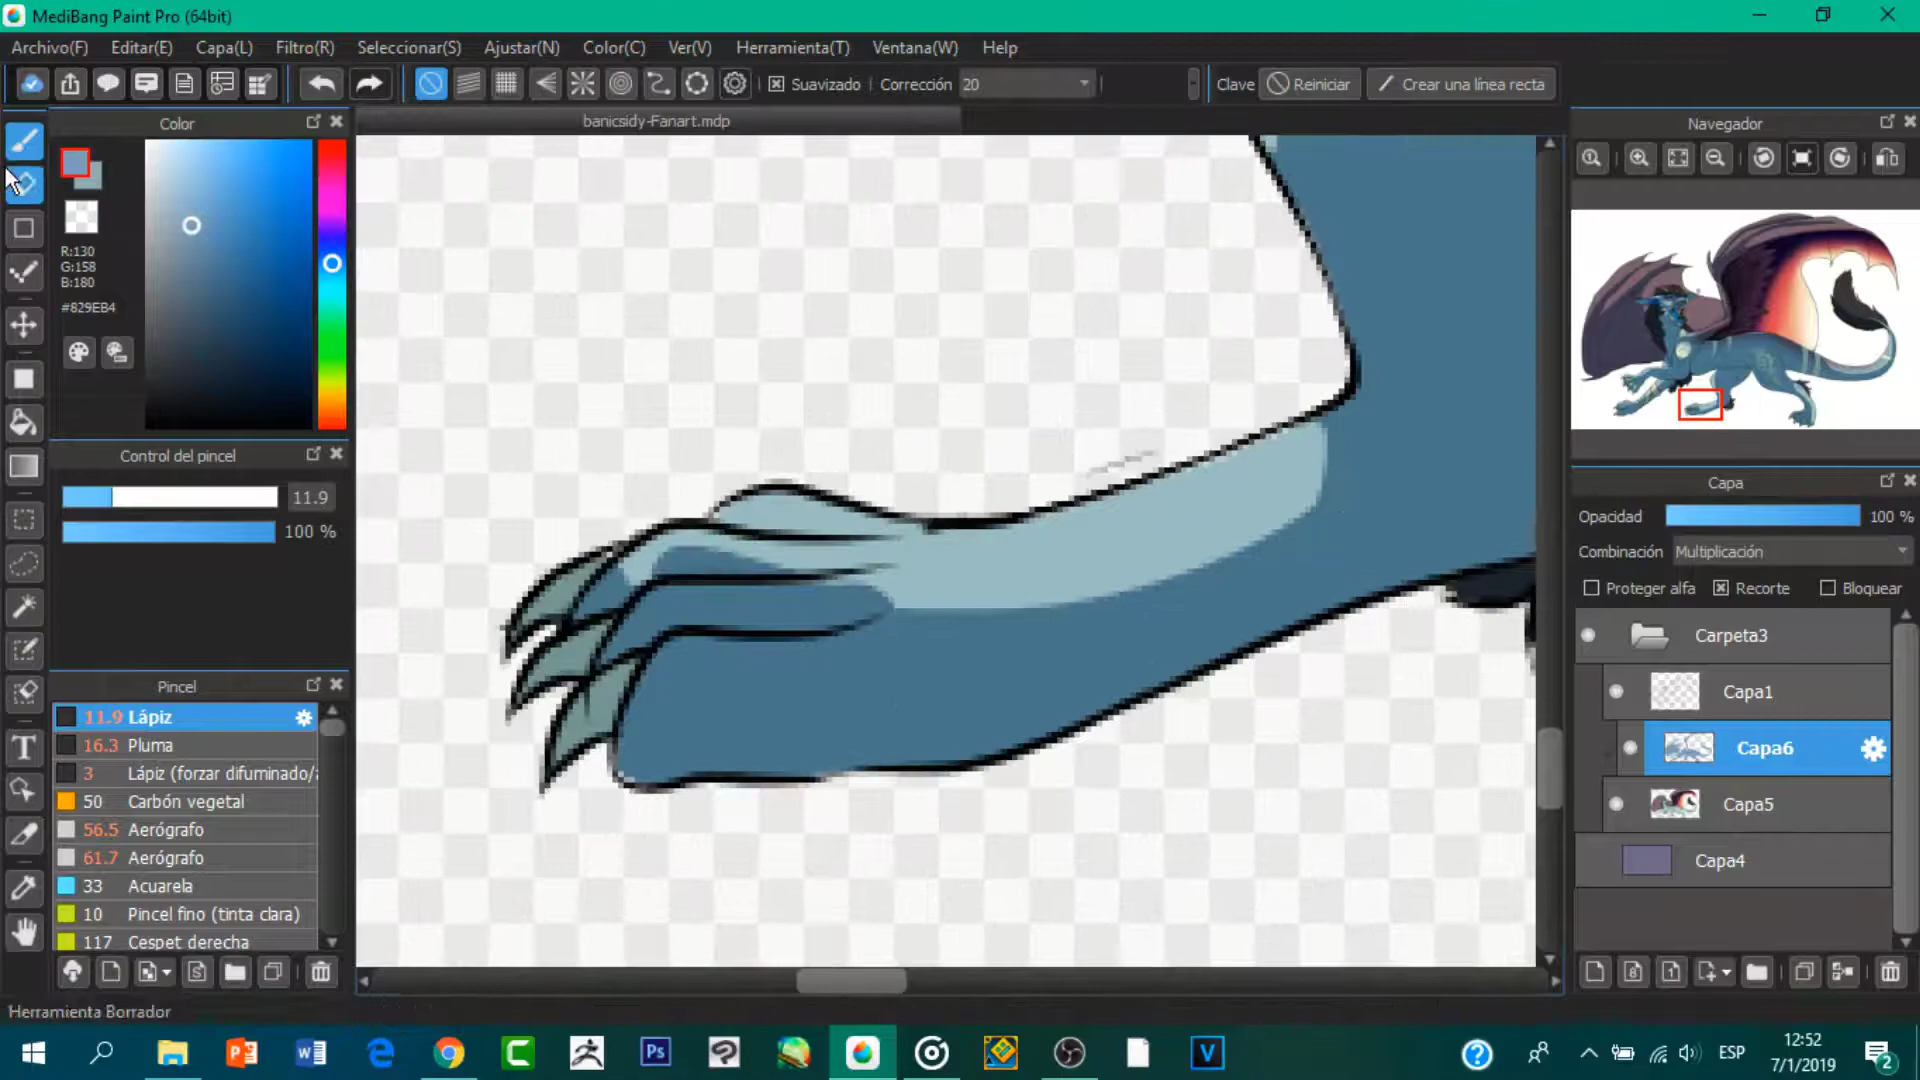 MediBang Paint Pro (64bit)
Archivo(F) Editar(E) Capa(L) Filtro(R) Seleccionar(S) Ajustar(N) Color(C) Ver(V) Herramienta(T) Ventana(W) Help
Suavizado Corrección 20 Clave Reiniciar Crear una línea recta
Color
banicsidy-Fanart.mdp
Navegador
R:130
G:158
B:180
#829EB4
Control del pincel
11.9
100 %
Capa
Opacidad 100 %
Combinación Multiplicación
Proteger alfa Recorte Bloquear
Carpeta3
Capa1
Capa6
Capa5
Capa4
Pincel
11.9 Lápiz
16.3 Pluma
3 Lápiz (forzar difuminado/
50 Carbón vegetal
56.5 Aerógrafo
61.7 Aerógrafo
33 Acuarela
10 Pincel fino (tinta clara)
117 Cespet derecha
Herramienta Borrador
ESP
12:52
7/1/2019
2